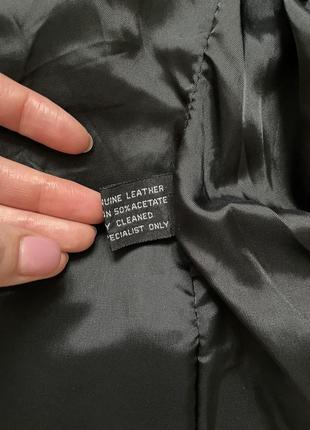 UINE LEATHER
N 50% ACETATE
Y CLEANED
PECIALIST ONLY